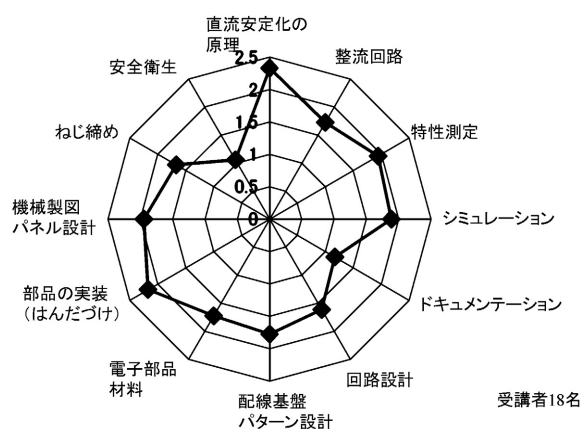 直流安定化の
原理
整流回路
特性測定
シミュレーション
ドキュメンテーション
回路設計
配線基盤
パターン設計
電子部品
材料
部品の実装
（はんだづけ）
機械製図
パネル設計
ねじ締め
安全衛生
2.5
2
1.5
1
0.5
0
受講者18名